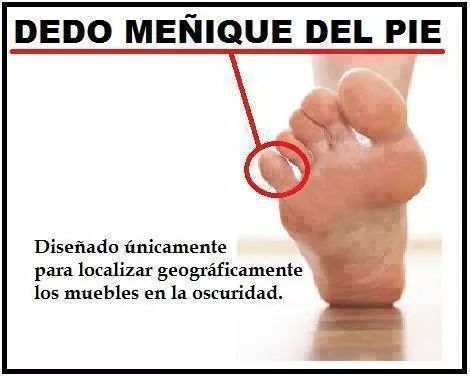 DEDO MEÑIQUE DEL PIE
Diseñado únicamente
para localizar geográficamente
los muebles en la oscuridad.